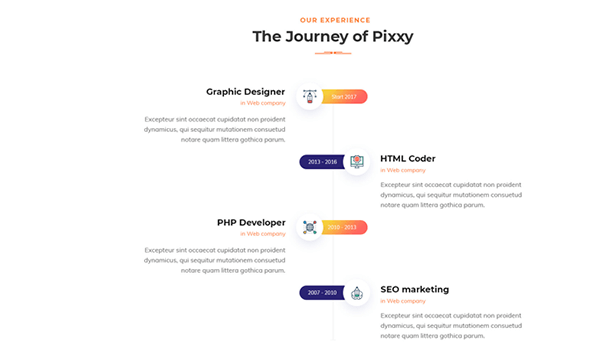 OUR EXPERIENCE
The Journey of Pixxy
Graphic Designer
Start 2017
in Web company
Excepteur sint occaecat cupidatat non proident
dynamicus, qui sequitur mutationem consuetud
notare quam littera gothica parum.
2013 - 2016
HTML Coder
in Web company
Excepteur sint occaecat cupidatat non proident
dynamicus, qui sequitur mutationem consuetud
notare quam littera gothica parum.
PHP Developer
2010 - 2013
in Web company
Excepteur sint occaecat cupidatat non proident
dynamicus, qui sequitur mutationem consuetud
notare quam littera gothica parum.
2007 - 2010
SEO marketing
in Web company
Excepteur sint occaecat cupidatat non proident
dynamicus, qui sequitur mutationem consuetud
notare quam littera gothica parum.